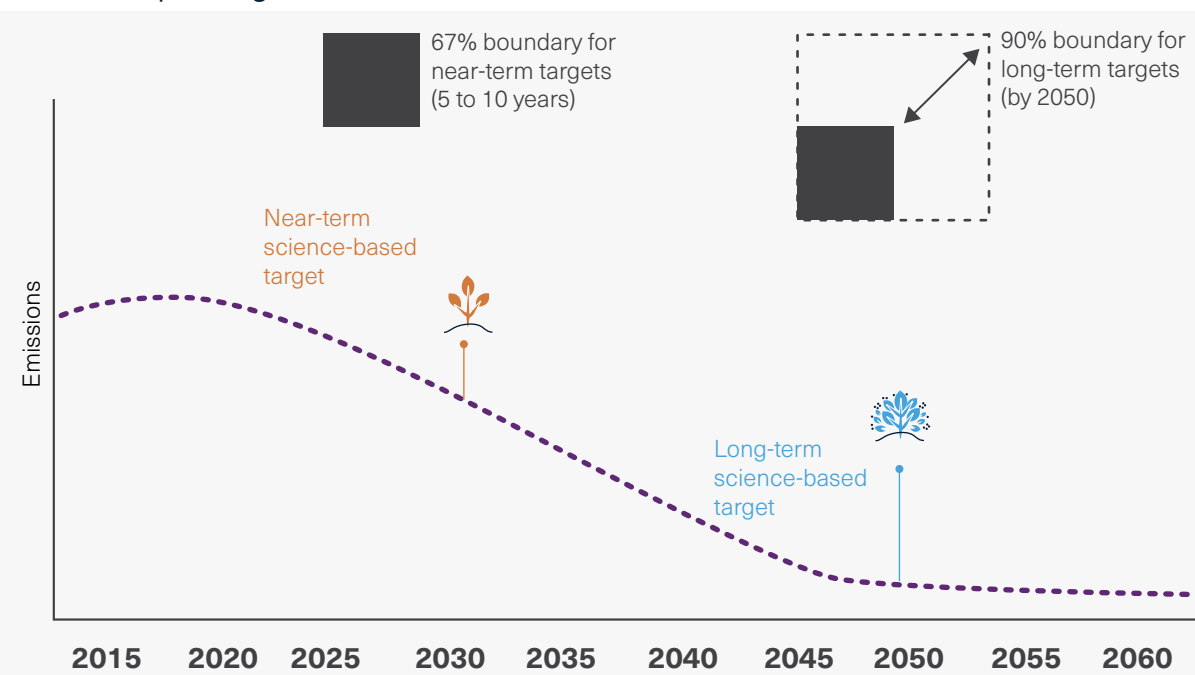 67% boundary for
near-term targets
(5 to 10 years)
90% boundary for
long-term targets
(by 2050)
Near-term
science-based
target
Emissions
Long-term
science-based
target
2015 2020 2025 2030 2035 2040 2045 2050 2055 2060